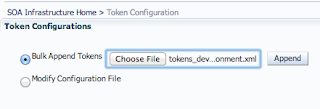 SOA Infrastructure Home > Token Configuration
Token Configurations
Bulk Append Tokens Choose File tokens_dev...onment.xml Append
Modify Configuration File